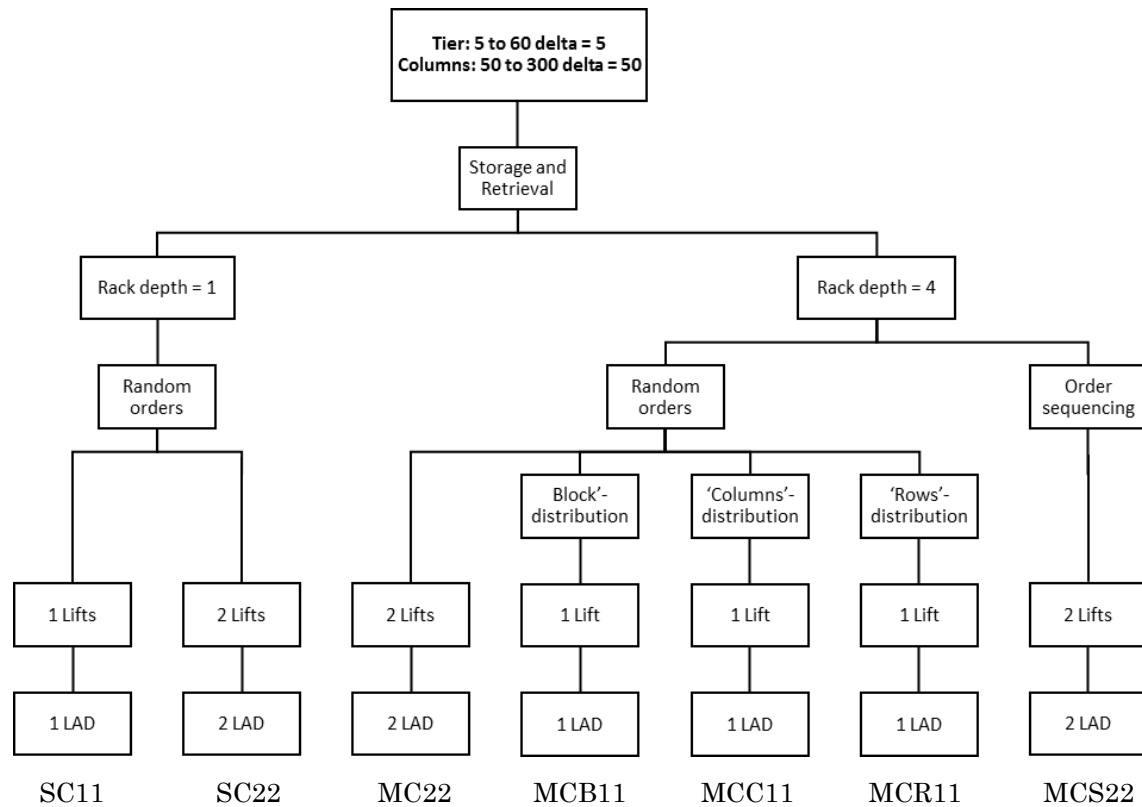 Tier: 5 to 60 delta = 5
Columns: 50 to 300 delta = 50
Storage and
Retrieval
Rack depth = 1
Rack depth = 4
Random
orders
Random
orders
Order
sequencing
Block'-
distribution
‘Columns’-
distribution
‘Rows’-
distribution
1 Lifts
2 Lifts
2 Lifts
1 Lift
1 Lift
1 Lift
2 Lifts
1 LAD
2 LAD
2 LAD
1 LAD
1 LAD
1 LAD
2 LAD
SC11
SC22
MC22
MCB11
MCC11
MCR11
MCS22